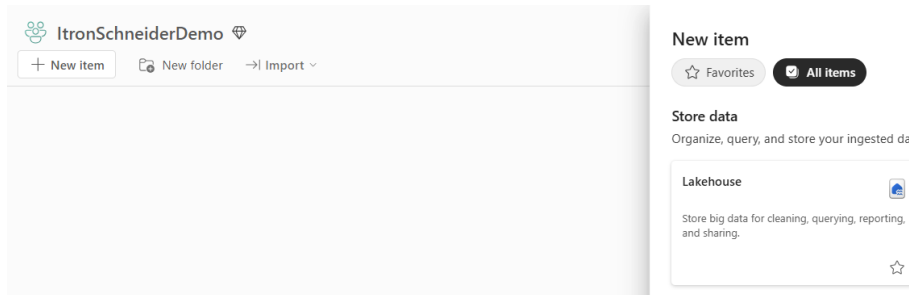 ItronSchneiderDemo
New item
New folder
Import
New item
Favorites
All items
Store data
Organize, query, and store your ingested da
Lakehouse
Store big data for cleaning, querying, reporting,
and sharing.